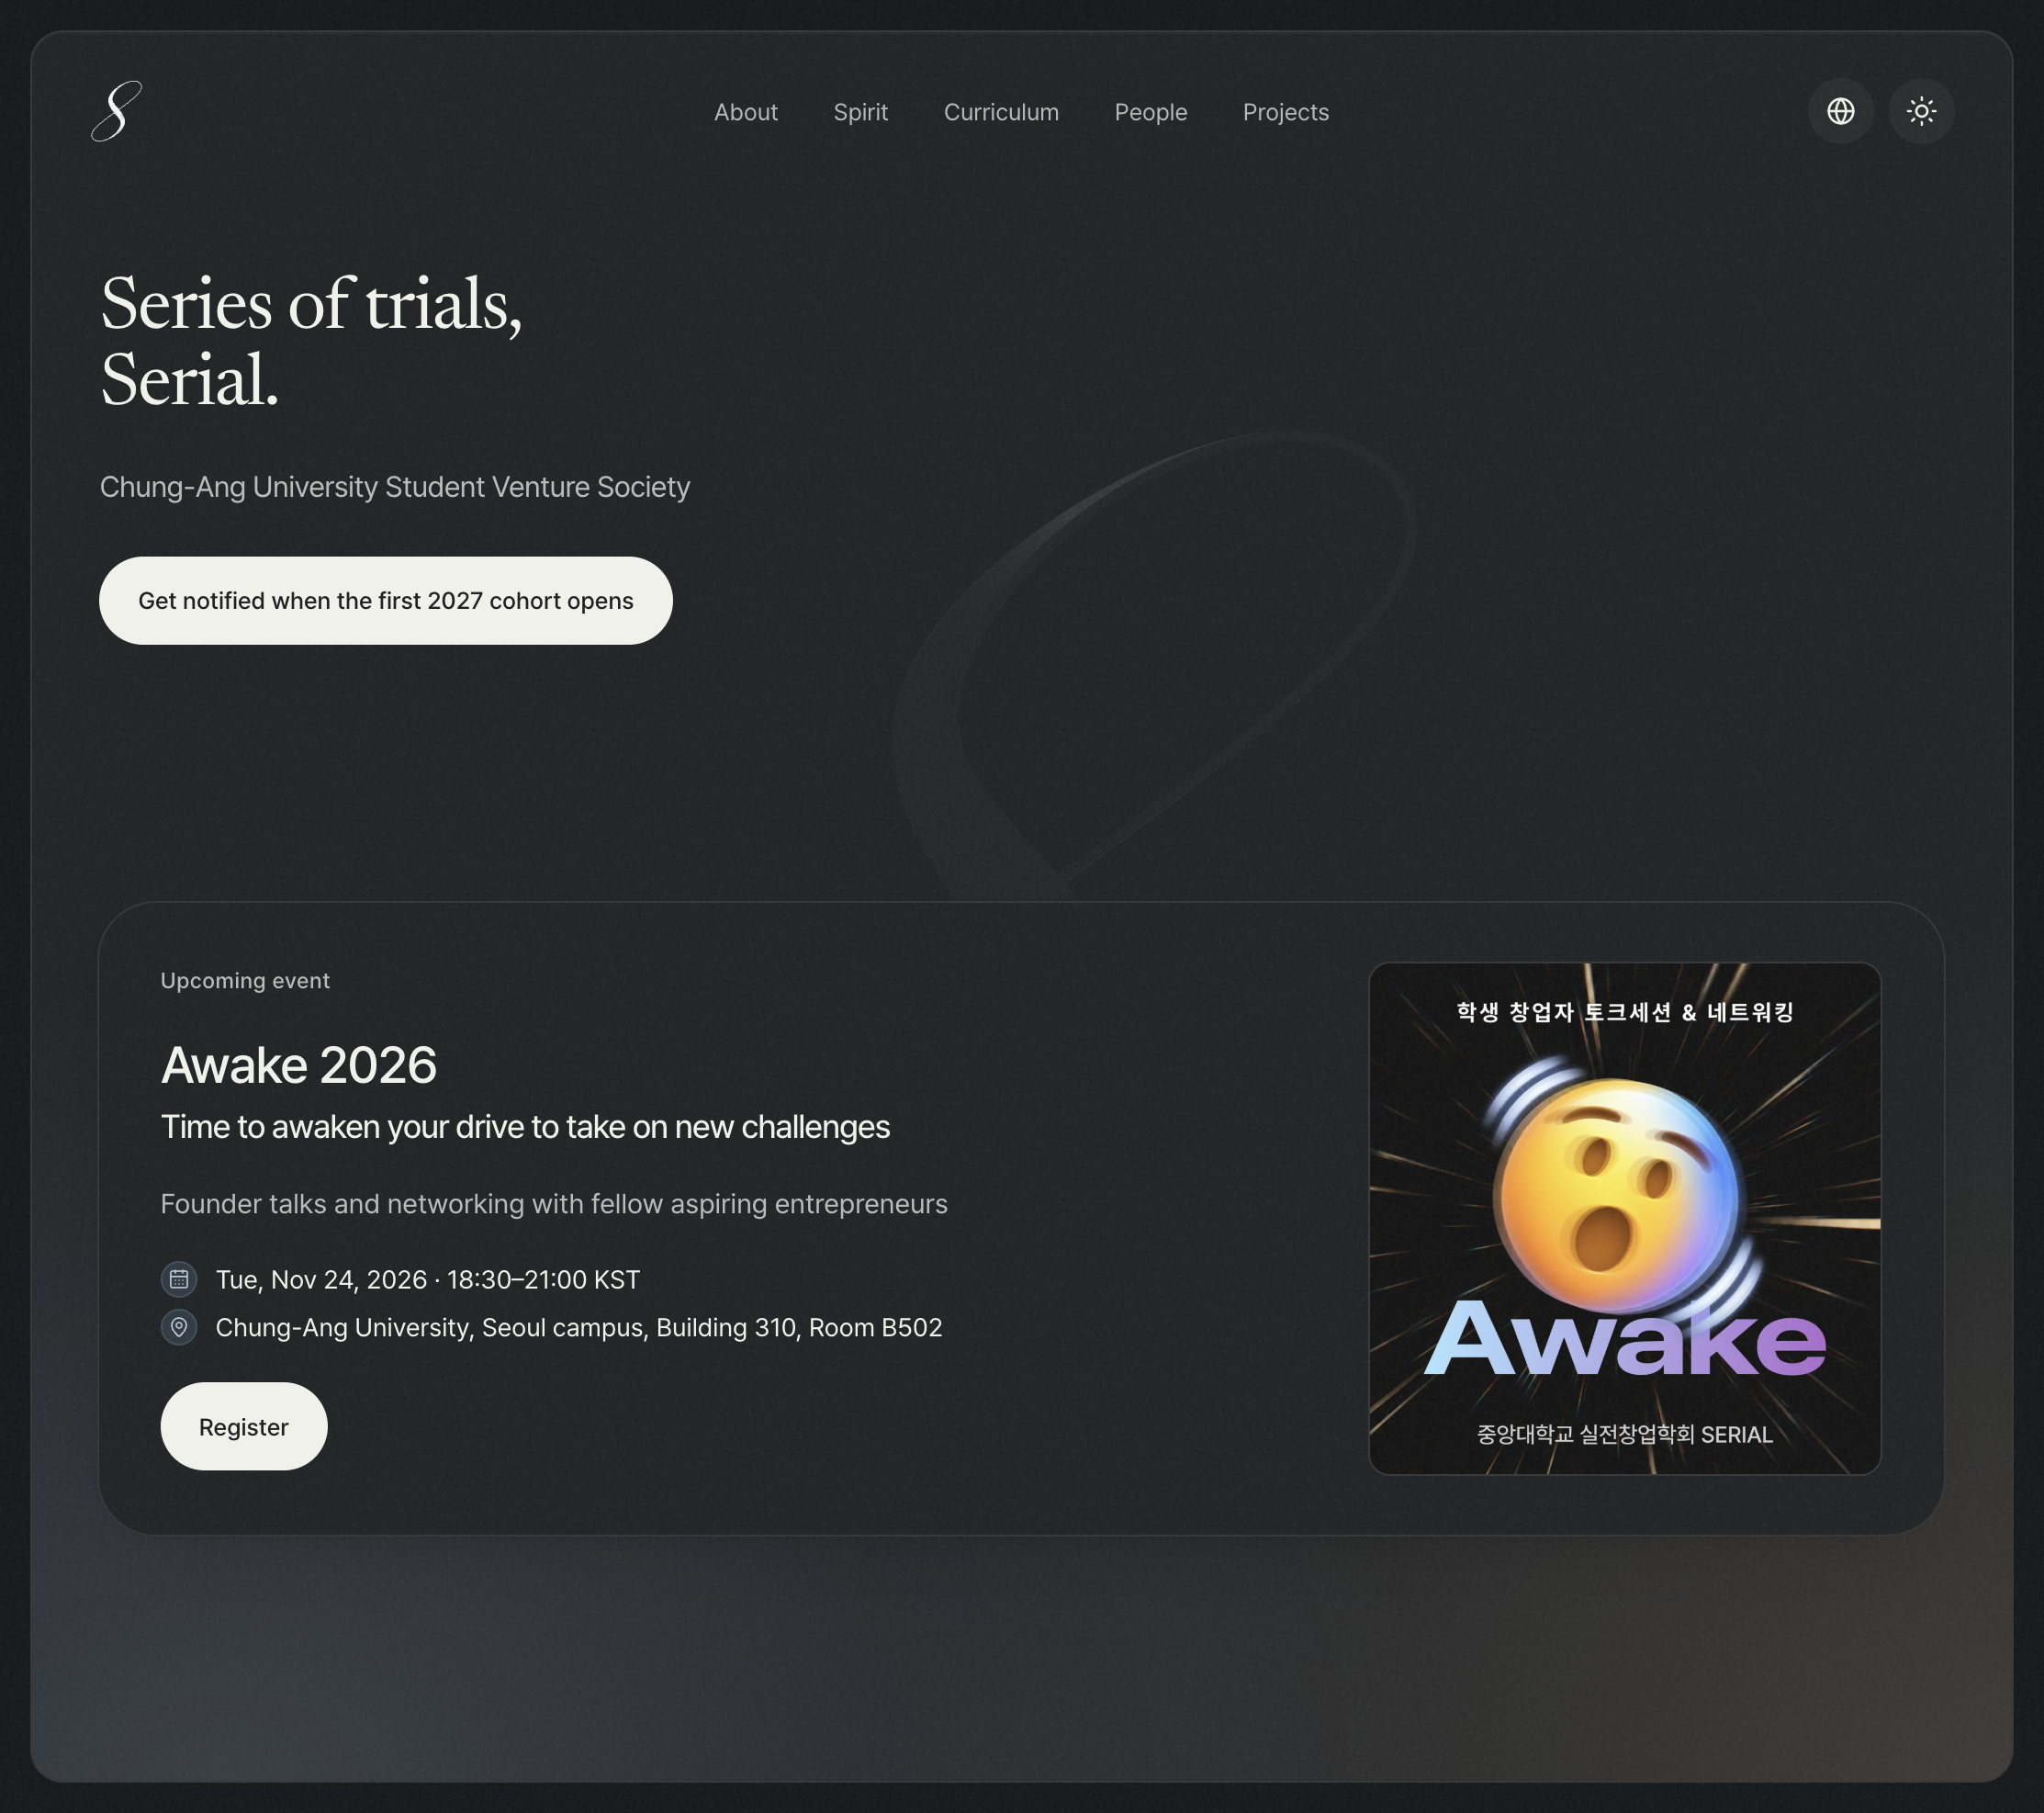 About Spirit Curriculum People Projects
Series of trials,
Serial.
Chung-Ang University Student Venture Society
Get notified when the first 2027 cohort opens
Upcoming event
Awake 2026
Time to awaken your drive to take on new challenges
Founder talks and networking with fellow aspiring entrepreneurs
Tue, Nov 24, 2026 · 18:30–21:00 KST
Chung-Ang University, Seoul campus, Building 310, Room B502
Register
학생 창업자 토크세션 & 네트워킹
Awake
중앙대학교 실전창업학회 SERIAL